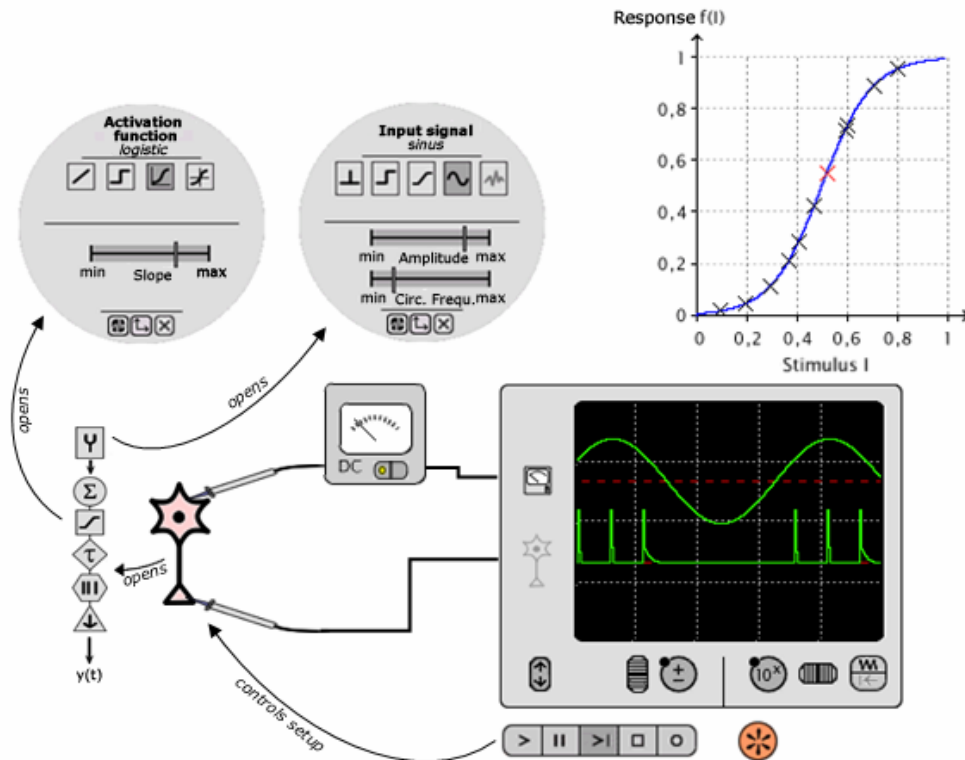 Response f(I)
1
0,8
0,6
0,4
0,2
0
0 0,2 0,4 0,6 0,8 1
Stimulus I
Activation
function
logistic
min Slope max
Input signal
sinus
min Amplitude max
min Circ. Frequ. max
opens
opens
Y
Σ
τ
opens
y(t)
DC
controls setup
±
10x